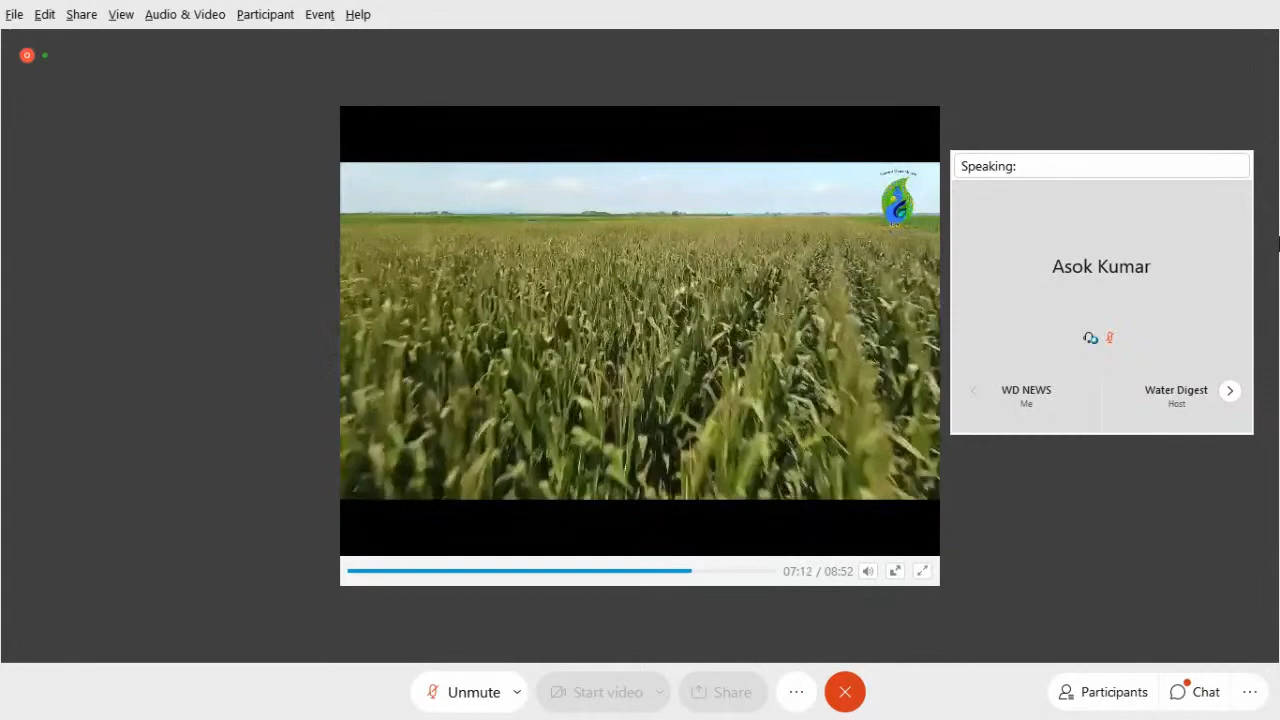 File Edit Share View Audio & Video Participant Event Help
Speaking:
Asok Kumar
WD NEWS
Me
Water Digest
Host
07:12 / 08:52
Unmute
Start video
Share
Participants
Chat